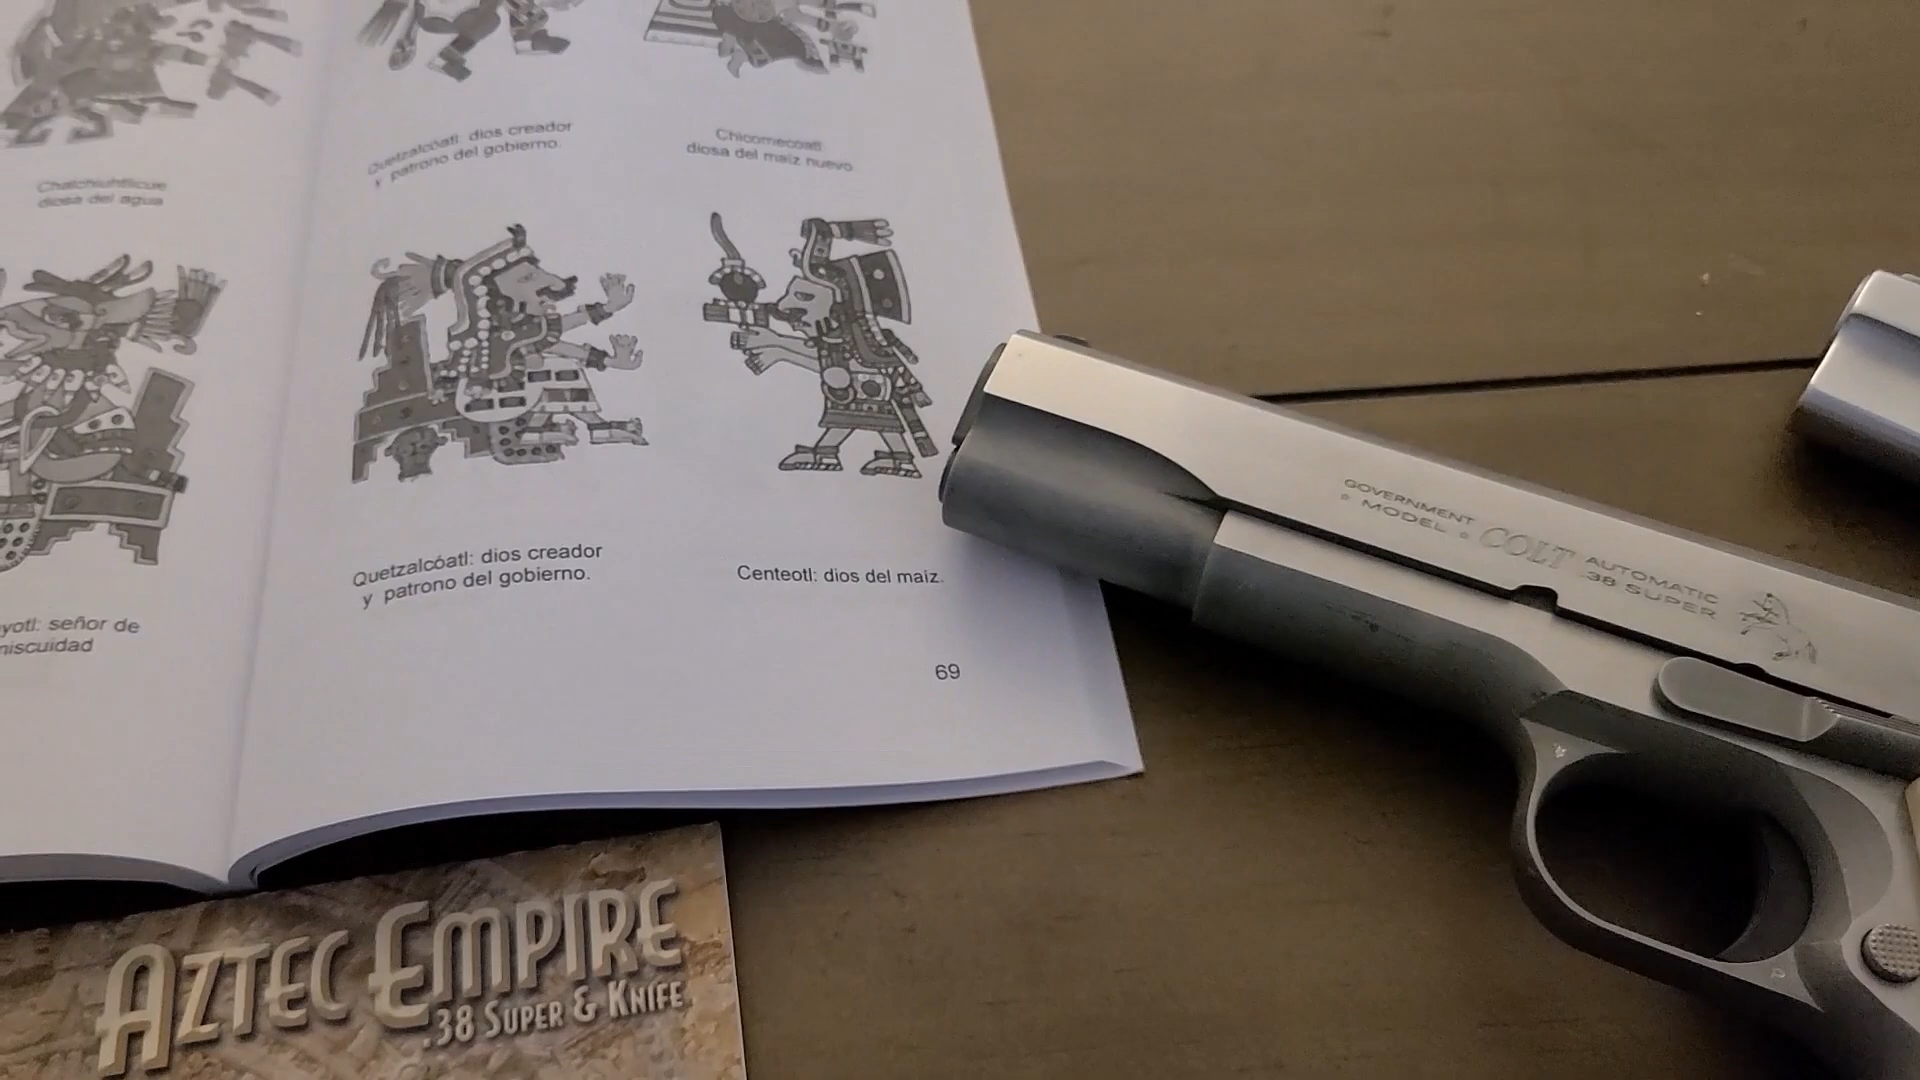 Quetzalcóatl: dios creador
y patrono del gobierno.
Chicomecoatl:
diosa del maíz nuevo
Chalchiuhtlicue
diosa del agua
Quetzalcóatl: dios creador
y patrono del gobierno.
Centeotl: dios del maíz.
yotl: señor de
miscuidad
69
GOVERNMENT
MODEL
COLT
AUTOMATIC
.38 SUPER
AZTEC EMPIRE
.38 SUPER & KNIFE